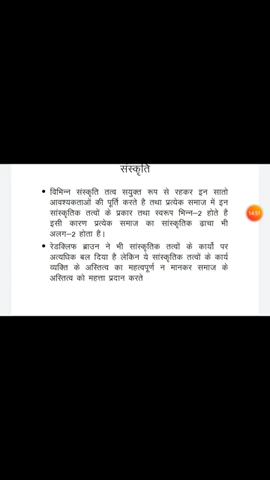 संस्कृति
विभिन्न संस्कृति तत्व सयुक्त रूप से रहकर इन सातो
आवश्यकताओं की पूर्ति करते है तथा प्रत्येक समाज में इन
सांस्कृतिक तत्वों के प्रकार तथा स्वरूप भिन्न–2 होते है
इसी कारण प्रत्येक समाज का सांस्कृतिक ढ़ाचा भी
अलग–2 होता है।
रेडक्लिफ ब्राउन ने भी सांस्कृतिक तत्वों के कार्यो पर
अत्यधिक बल दिया है लेकिन ये सांस्कृतिक तत्वों के कार्य
व्यक्ति के अस्तित्व का महत्वपूर्ण न मानकर समाज के
अस्तित्व को महत्ता प्रदान करते